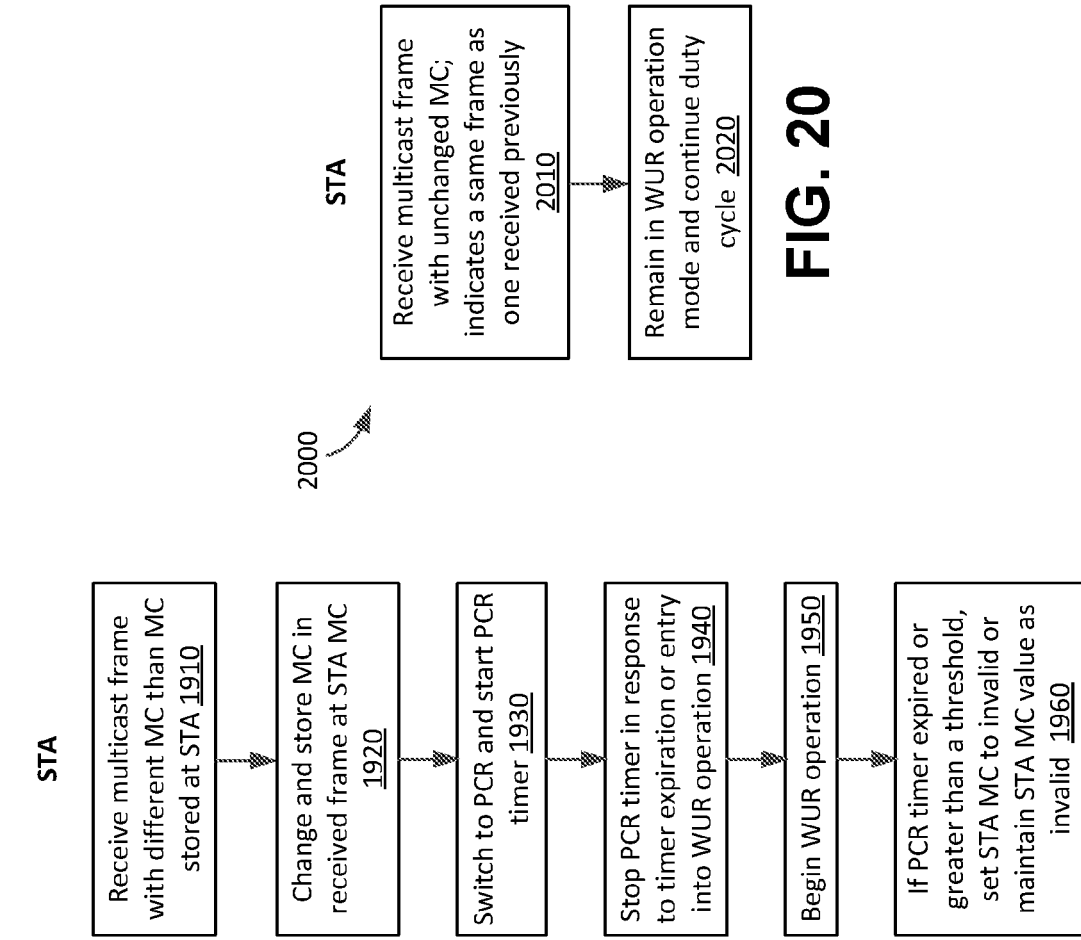 STA
Receive multicast frame
with different MC than MC
stored at STA 1910
Change and store MC in
received frame at STA MC
1920
Switch to PCR and start PCR
timer 1930
Stop PCR timer in response
to timer expiration or entry
into WUR operation 1940
Begin WUR operation 1950
If PCR timer expired or
greater than a threshold,
set STA MC to invalid or
maintain STA MC value as
invalid 1960
2000
STA
Receive multicast frame
with unchanged MC;
indicates a same frame as
one received previously
2010
Remain in WUR operation
mode and continue duty
cycle 2020
FIG. 20